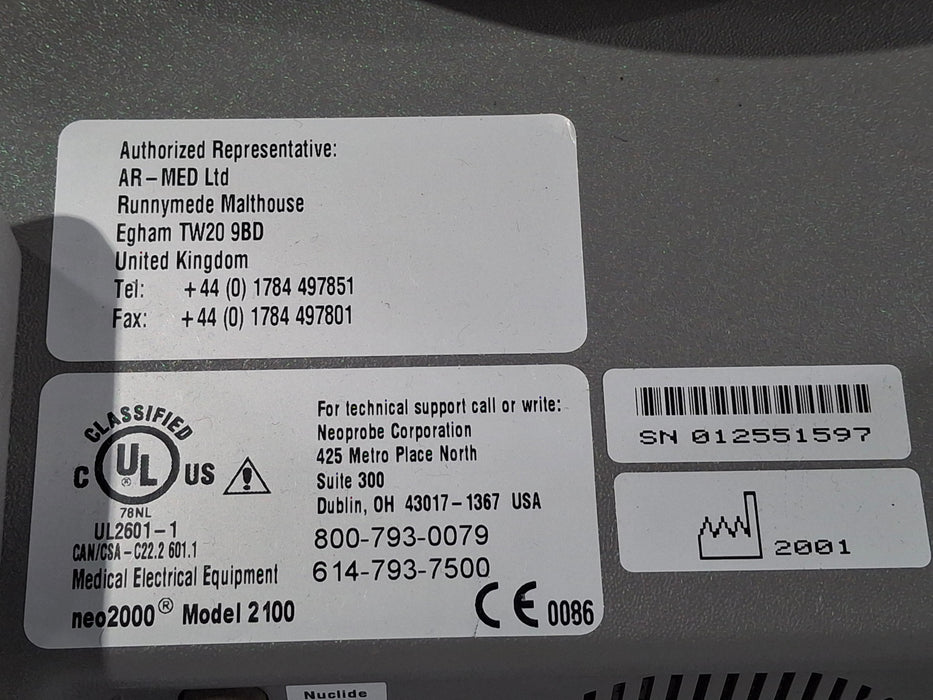 Authorized Representative:
AR-MED Ltd
Runnymede Malthouse
Egham TW20 9BD
United Kingdom
Tel: +44 (0) 1784 497851
Fax: +44 (0) 1784 497801
CLASSIFIED
C UL ® US
78NL
UL2601-1
CAN/CSA-C22.2 601.1
Medical Electrical Equipment
neo2000® Model 2100
For technical support call or write:
Neoprobe Corporation
425 Metro Place North
Suite 300
Dublin, OH 43017-1367 USA
800-793-0079
614-793-7500
CE 0086
SN 012551597
2001
Nuclide